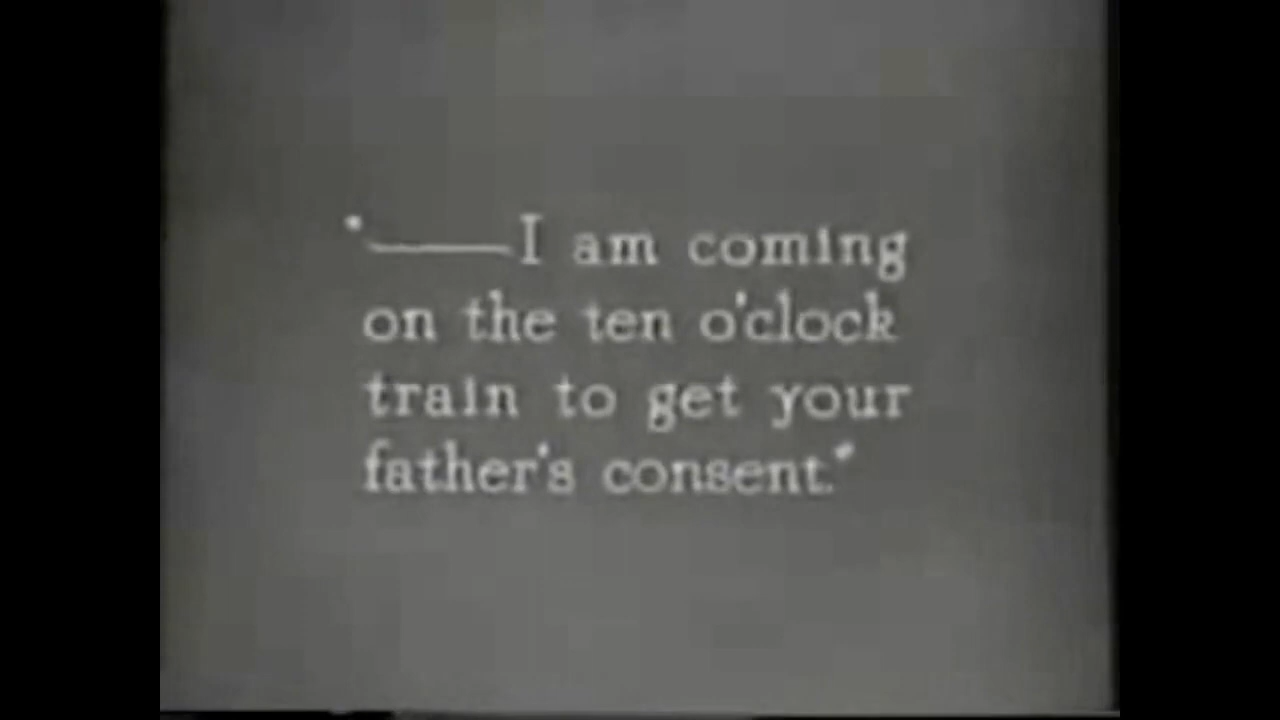 "——I am coming
on the ten o'clock
train to get your
father's consent."